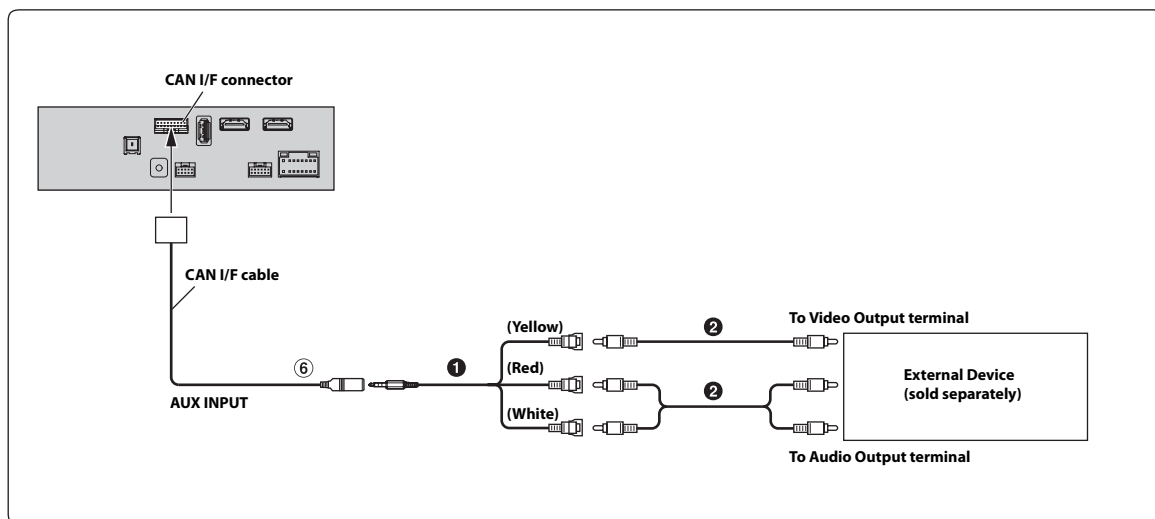 CAN I/F connector
CAN I/F cable
(Yellow)
❷
To Video Output terminal
⑥
❶
(Red)
❷
External Device
(sold separately)
AUX INPUT
(White)
To Audio Output terminal